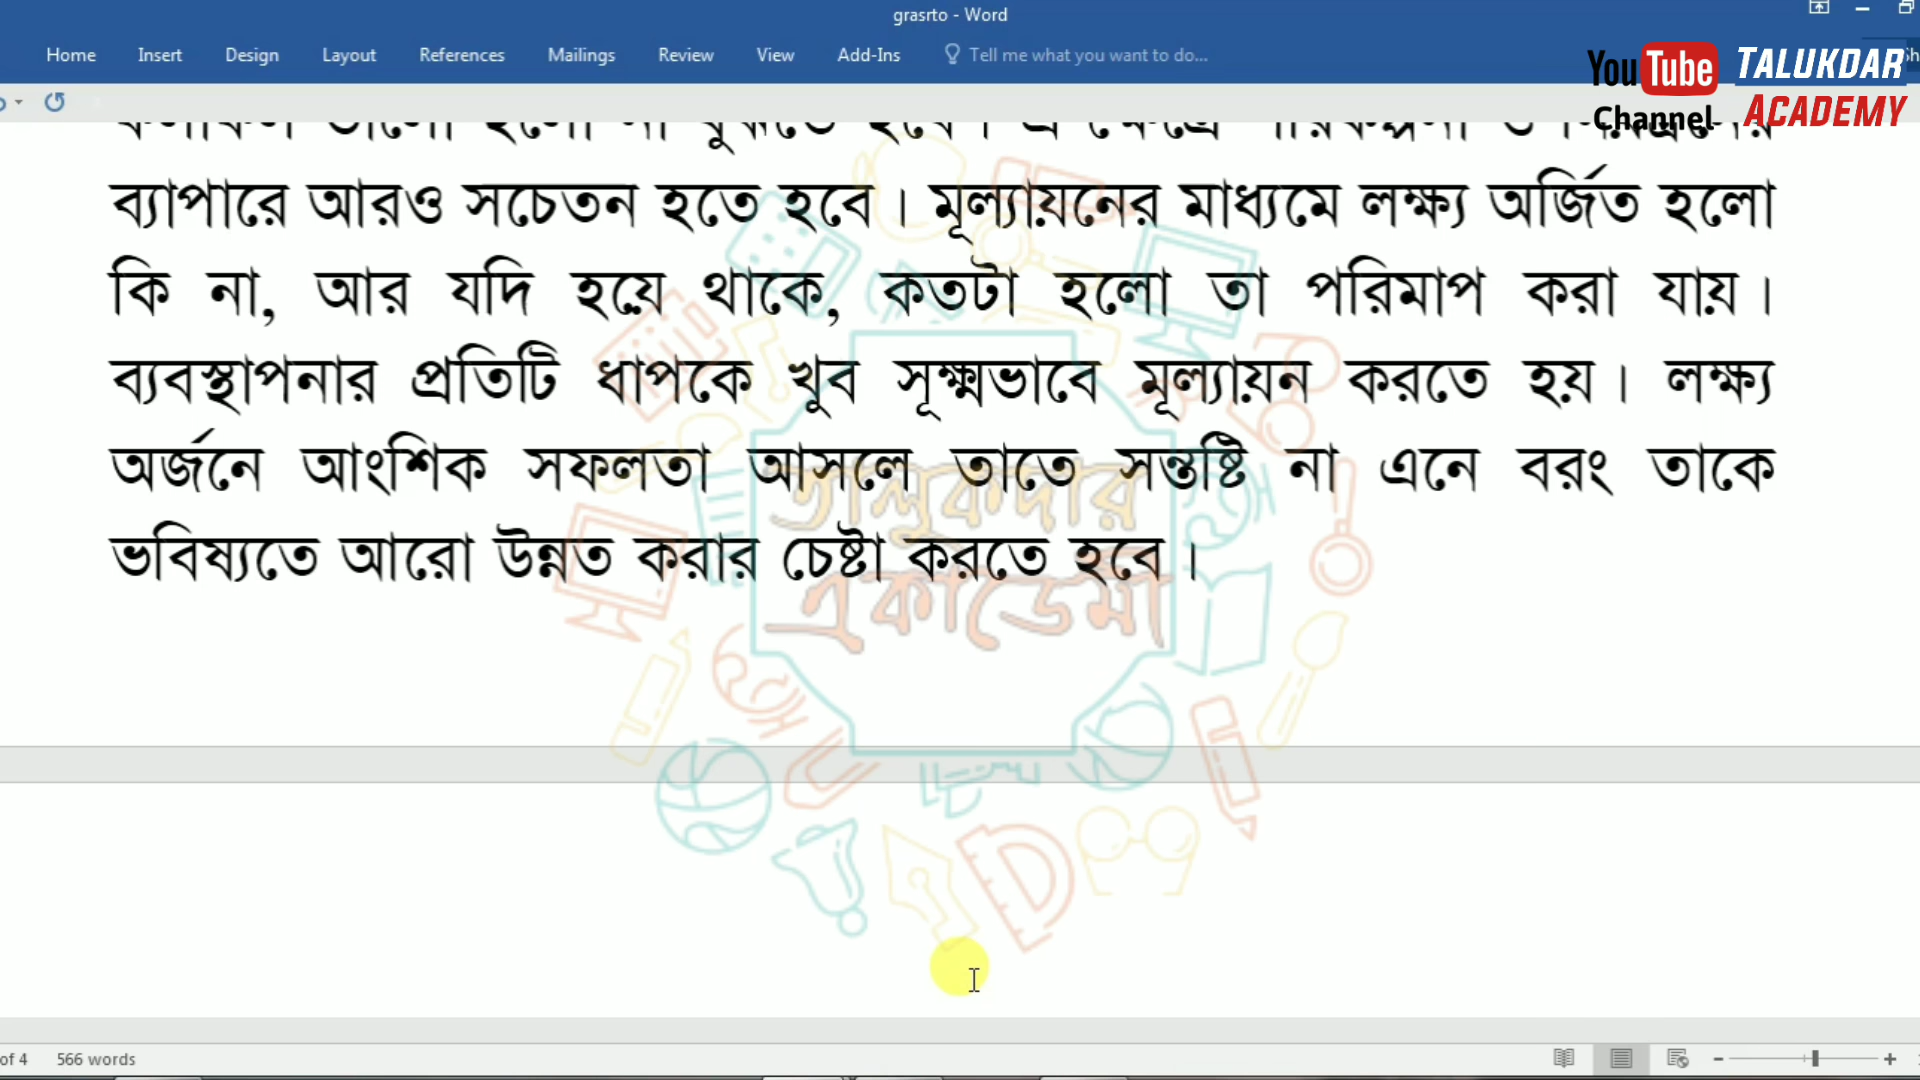 grasrto - Word
Home Insert Design Layout References Mailings Review View Add-Ins Tell me what you want to do...
YouTube Channel TALUKDAR ACADEMY
ব্যাপারে আরও সচেতন হতে হবে। মূল্যায়নের মাধ্যমে লক্ষ্য অর্জিত হলো
কি না, আর যদি হয়ে থাকে, কতটা হলো তা পরিমাপ করা যায়।
ব্যবস্থাপনার প্রতিটি ধাপকে খুব সূক্ষ্মভাবে মূল্যায়ন করতে হয়। লক্ষ্য
অর্জনে আংশিক সফলতা আসলে তাতে সন্তুষ্টি না এনে বরং তাকে
ভবিষ্যতে আরো উন্নত করার চেষ্টা করতে হবে।
তালুকদার
একাডেমী
of 4 566 words